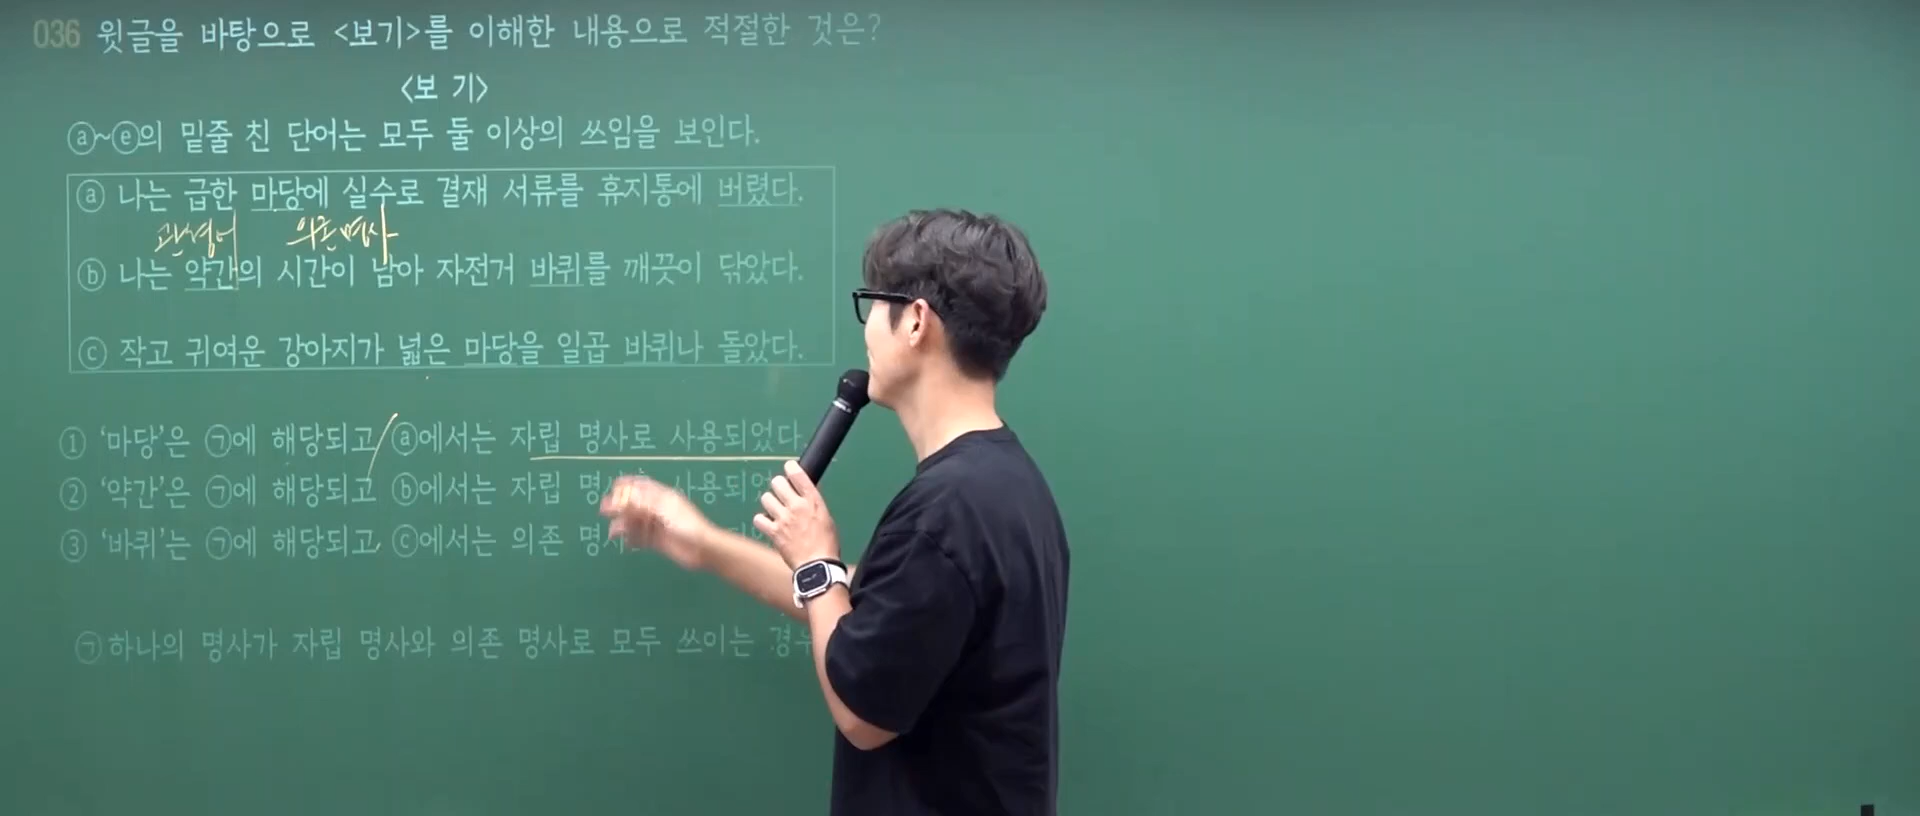 036 윗글을 바탕으로 <보기>를 이해한 내용으로 적절한 것은?
<보 기>
ⓐ~ⓔ의 밑줄 친 단어는 모두 둘 이상의 쓰임을 보인다.
ⓐ 나는 급한 마당에 실수로 결재 서류를 휴지통에 버렸다.
관형어 의존명사
ⓑ 나는 약간의 시간이 남아 자전거 바퀴를 깨끗이 닦았다.
ⓒ 작고 귀여운 강아지가 넓은 마당을 일곱 바퀴나 돌았다.
① ‘마당’은 ㉠에 해당되고 ⓐ에서는 자립 명사로 사용되었다.
② ‘약간’은 ㉠에 해당되고 ⓑ에서는 자립
③ ‘바퀴’는 ㉠에 해당되고 ⓒ에서는 의존
㉠ 하나의 명사가 자립 명사와 의존 명사로 모두 쓰이는